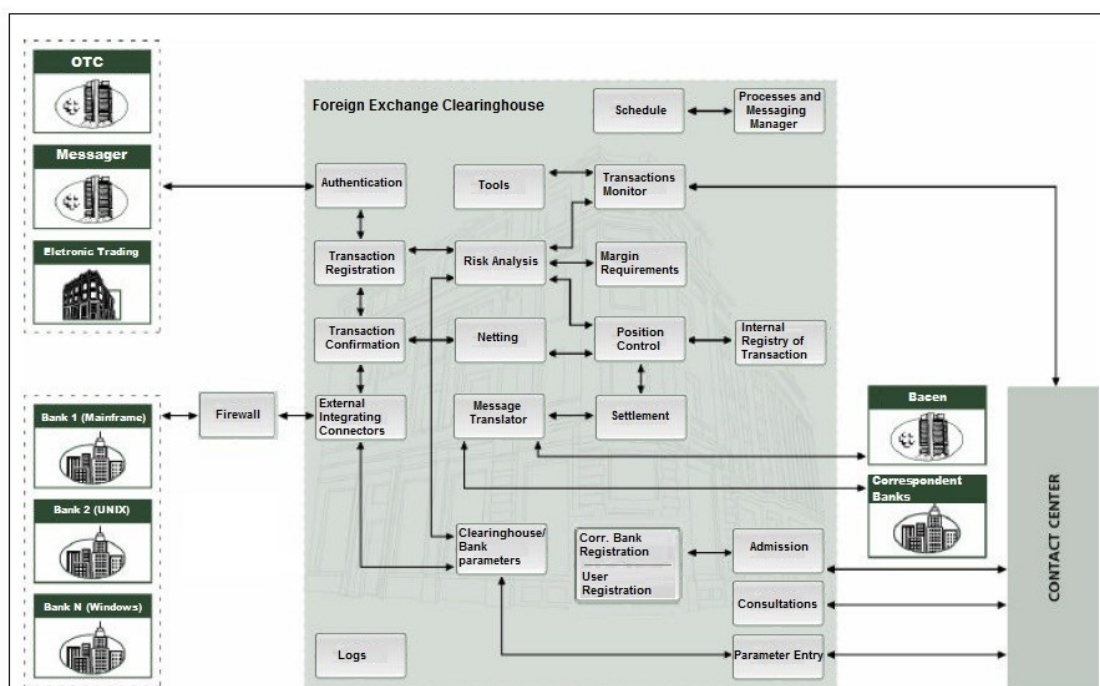 OTC
Messager
Eletronic Trading
Bank 1 (Mainframe)
Bank 2 (UNIX)
Bank N (Windows)
Firewall
Foreign Exchange Clearinghouse
Schedule
Processes and
Messaging
Manager
Authentication
Tools
Transactions
Monitor
Transaction
Registration
Risk Analysis
Margin
Requirements
Transaction
Confirmation
Netting
Position
Control
Internal
Registry of
Transaction
External
Integrating
Connectors
Message
Translator
Settlement
Clearinghouse/
Bank
parameters
Corr. Bank
Registration
User
Registration
Admission
Consultations
Logs
Parameter Entry
Bacen
Correspondent
Banks
CONTACT CENTER